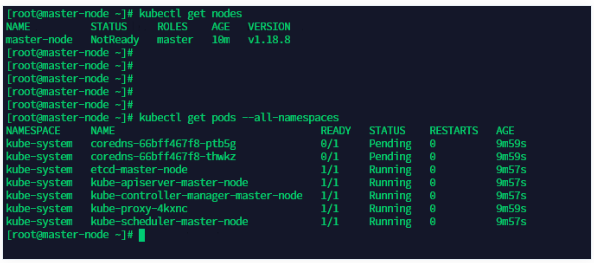 [root@master-node ~]# kubectl get nodes
NAME STATUS ROLES AGE VERSION
master-node NotReady master 10m v1.18.8
[root@master-node ~]#
[root@master-node ~]#
[root@master-node ~]#
[root@master-node ~]#
[root@master-node ~]#
[root@master-node ~]# kubectl get pods --all-namespaces
NAMESPACE NAME READY STATUS RESTARTS AGE
kube-system coredns-66bff467f8-ptb5g 0/1 Pending 0 9m59s
kube-system coredns-66bff467f8-thwkz 0/1 Pending 0 9m59s
kube-system etcd-master-node 1/1 Running 0 9m57s
kube-system kube-apiserver-master-node 1/1 Running 0 9m57s
kube-system kube-controller-manager-master-node 1/1 Running 0 9m57s
kube-system kube-proxy-4kxnc 1/1 Running 0 9m59s
kube-system kube-scheduler-master-node 1/1 Running 0 9m57s
[root@master-node ~]#